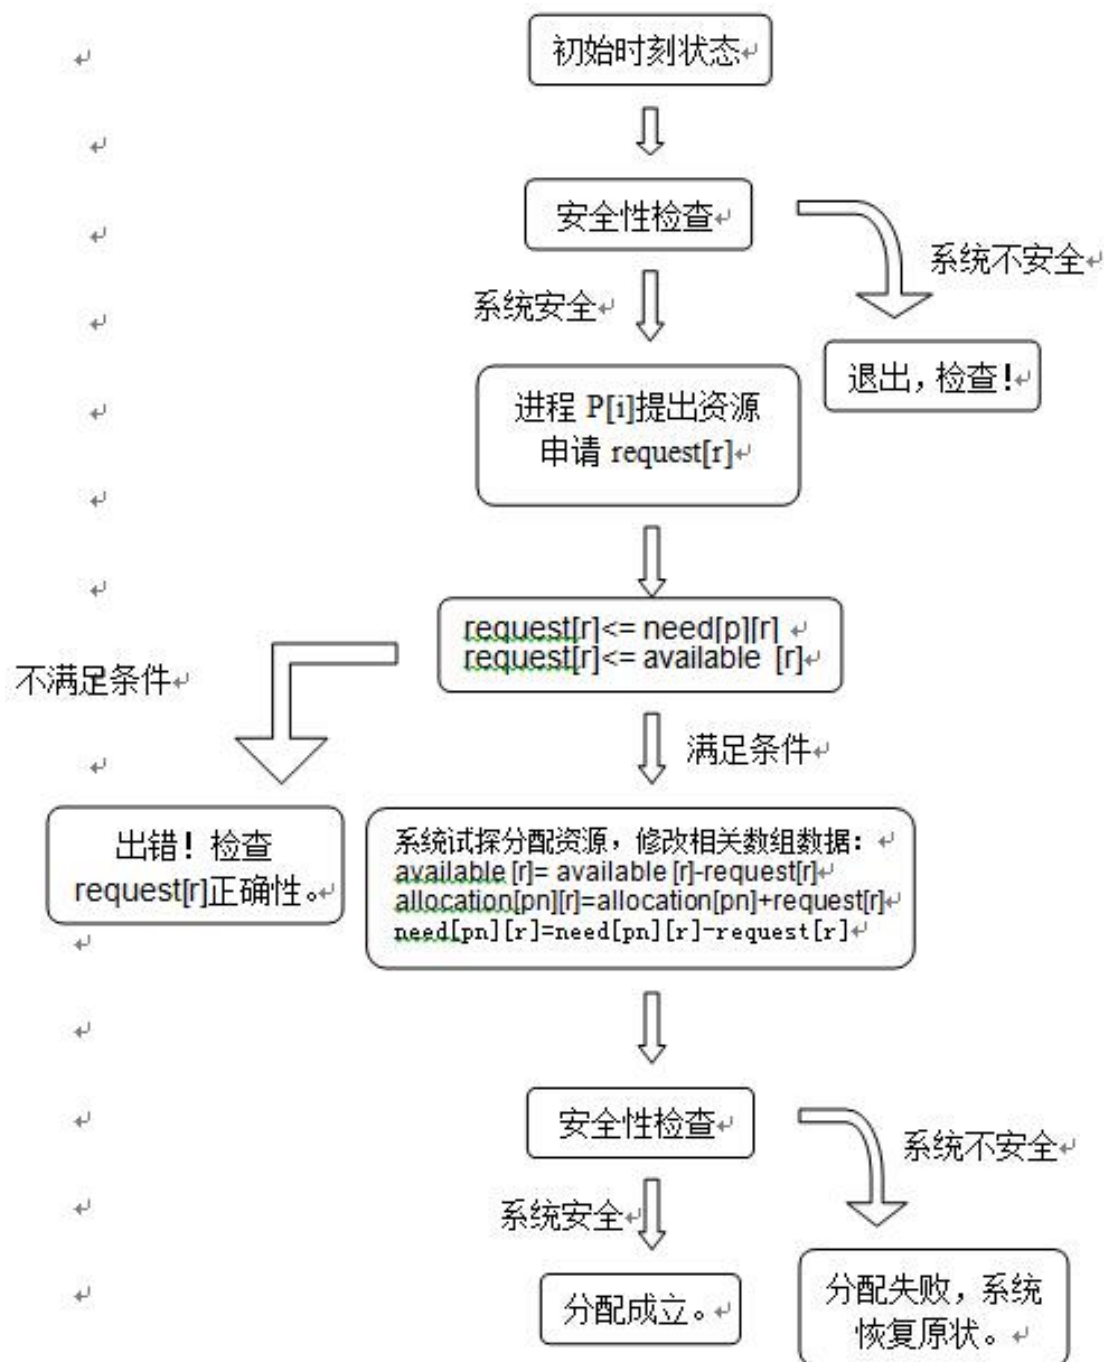 初始时刻状态
安全性检查
系统不安全
系统安全
退出，检查！
进程 P[i]提出资源
申请 request[r]
request[r]<= need[p][r]
request[r]<= available [r]
不满足条件
满足条件
出错！检查
request[r]正确性。
系统试探分配资源，修改相关数组数据：
available [r]= available [r]-request[r]
allocation[pn][r]=allocation[pn]+request[r]
need[pn][r]=need[pn][r]-request[r]
安全性检查
系统不安全
系统安全
分配成立。
分配失败，系统
恢复原状。